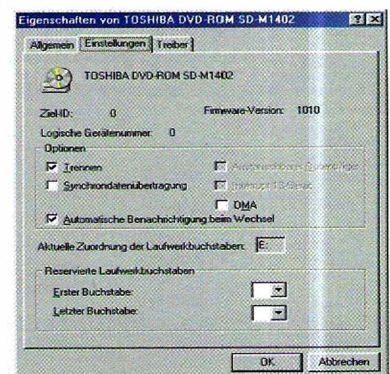 Eigenschaften von TOSHIBA DVD-ROM SD-M1402
Allgemein Einstellungen Treiber
TOSHIBA DVD-ROM SD-M1402
Ziel-ID: 0 Firmware-Version: 1010
Logische Gerätenummer: 0
Optionen
Trennen
Synchrondatenübertragung
DMA
Automatische Benachrichtigung beim Wechsel
Aktuelle Zuordnung der Laufwerkbuchstaben: E:
Reservierte Laufwerkbuchstaben
Erster Buchstabe:
Letzter Buchstabe:
OK Abbrechen